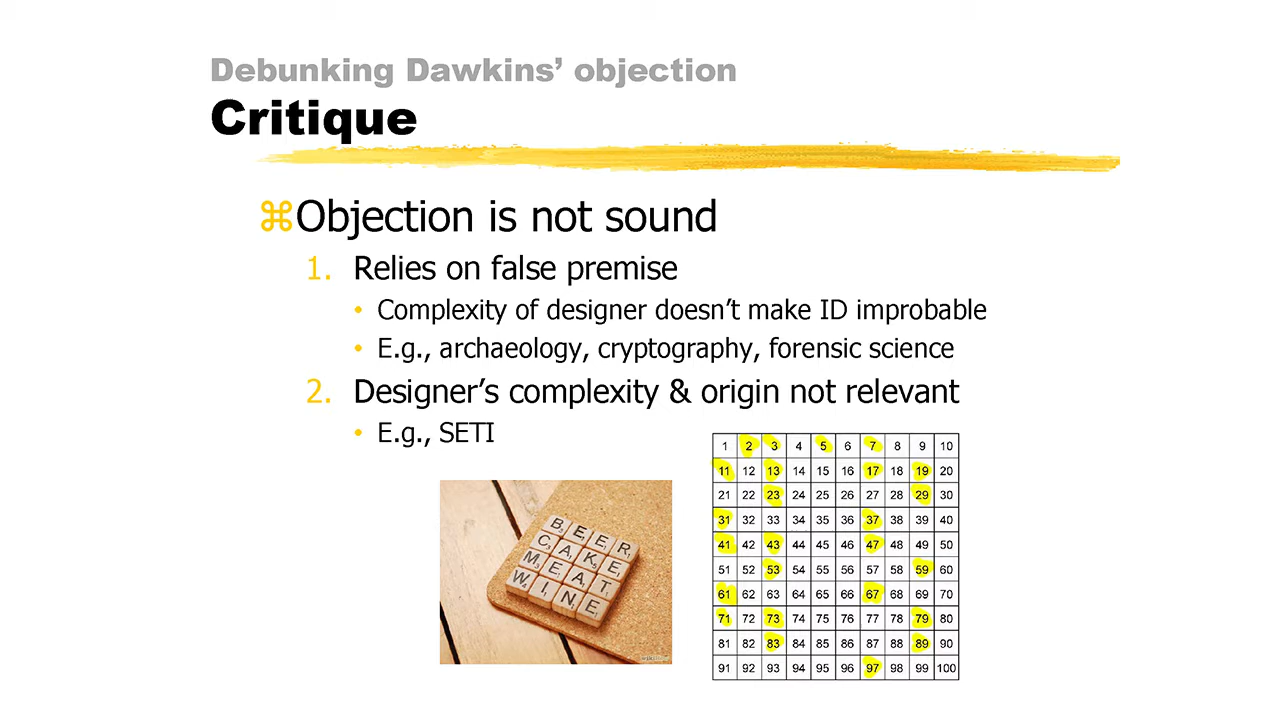 Debunking Dawkins’ objection
Critique
⌘Objection is not sound
1. Relies on false premise
• Complexity of designer doesn’t make ID improbable
• E.g., archaeology, cryptography, forensic science
2. Designer’s complexity & origin not relevant
• E.g., SETI
B E E R
C A K E
M E A T
W I N E
1 2 3 4 5 6 7 8 9 10
11 12 13 14 15 16 17 18 19 20
21 22 23 24 25 26 27 28 29 30
31 32 33 34 35 36 37 38 39 40
41 42 43 44 45 46 47 48 49 50
51 52 53 54 55 56 57 58 59 60
61 62 63 64 65 66 67 68 69 70
71 72 73 74 75 76 77 78 79 80
81 82 83 84 85 86 87 88 89 90
91 92 93 94 95 96 97 98 99 100